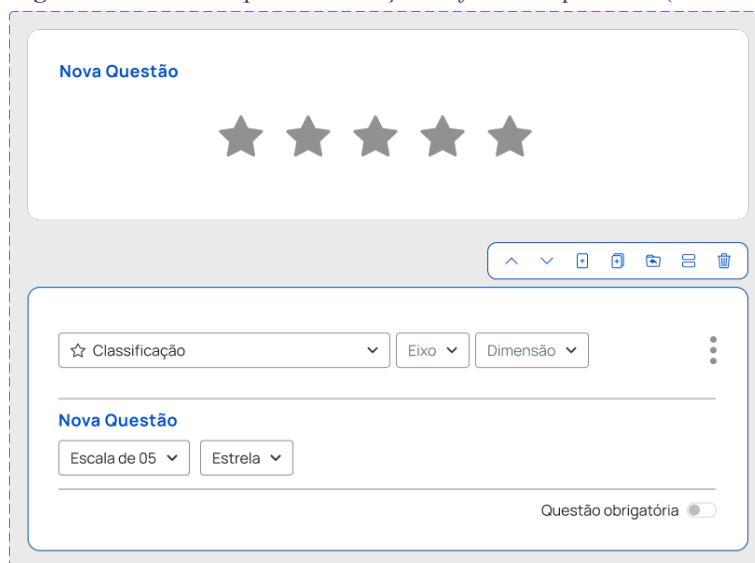 Nova Questão
Classificação
Eixo
Dimensão
Nova Questão
Escala de 05
Estrela
Questão obrigatória